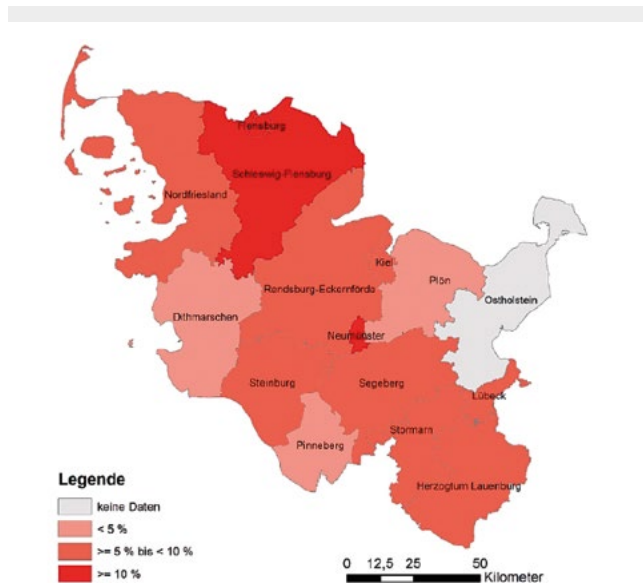 Flensburg
Schleswig-Flensburg
Nordfriesland
Kiel
Plön
Rendsburg-Eckernförde
Ostholstein
Dithmarschen
Neumünster
Steinburg
Segeberg
Lübeck
Stormarn
Pinneberg
Herzogtum Lauenburg
Legende
keine Daten
< 5 %
>= 5 % bis < 10 %
>= 10 %
0 12,5 25 50
Kilometer